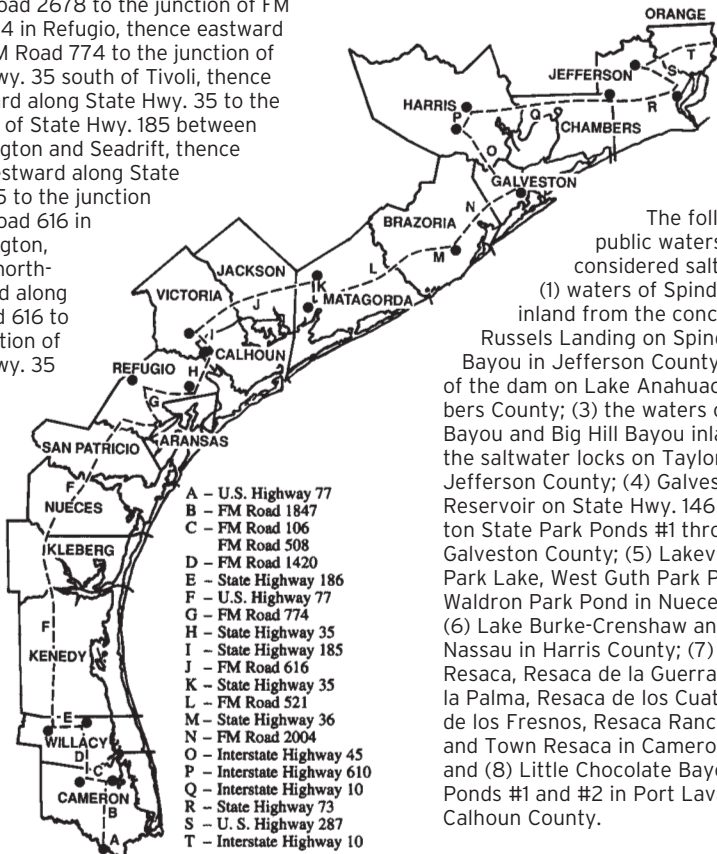 oad 2678 to the junction of FM
4 in Refugio, thence eastward
M Road 774 to the junction of
wy. 35 south of Tivoli, thence
ard along State Hwy. 35 to the
of State Hwy. 185 between
gton and Seadrift, thence
estward along State
5 to the junction
oad 616 in
ngton,
north-
d along
d 616 to
tion of
wy. 35
ORANGE
T
JEFFERSON
S
HARRIS
P
Q
R
CHAMBERS
O
GALVESTON
BRAZORIA
N
M
L
JACKSON
K
MATAGORDA
VICTORIA
J
I
CALHOUN
REFUGIO
H
G
ARANSAS
SAN PATRICIO
F
NUECES
KLEBERG
F
KENEDY
E
WILLACY
D
C
CAMERON
B
A
A – U.S. Highway 77
B – FM Road 1847
C – FM Road 106
FM Road 508
D – FM Road 1420
E – State Highway 186
F – U.S. Highway 77
G – FM Road 774
H – State Highway 35
I – State Highway 185
J – FM Road 616
K – State Highway 35
L – FM Road 521
M – State Highway 36
N – FM Road 2004
O – Interstate Highway 45
P – Interstate Highway 610
Q – Interstate Highway 10
R – State Highway 73
S – U. S. Highway 287
T – Interstate Highway 10
The foll
public waters
considered salt
(1) waters of Spind
inland from the conc
Russels Landing on Spin
Bayou in Jefferson County
of the dam on Lake Anahuac
bers County; (3) the waters o
Bayou and Big Hill Bayou inla
the saltwater locks on Taylor
Jefferson County; (4) Galves
Reservoir on State Hwy. 146
ton State Park Ponds #1 thro
Galveston County; (5) Lakev
Park Lake, West Guth Park P
Waldron Park Pond in Nuece
(6) Lake Burke-Crenshaw an
Nassau in Harris County; (7)
Resaca, Resaca de la Guerra
la Palma, Resaca de los Cuat
de los Fresnos, Resaca Ranc
and Town Resaca in Camero
and (8) Little Chocolate Bayo
Ponds #1 and #2 in Port Lava
Calhoun County.